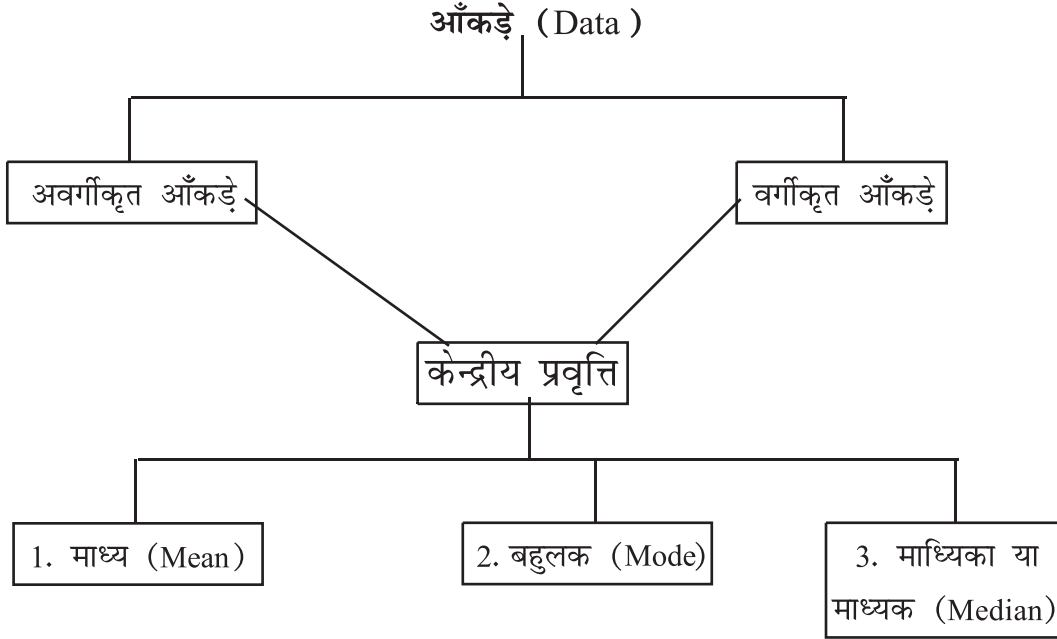 आँकड़े (Data )
अवर्गीकृत आँकड़े
वर्गीकृत आँकड़े
केन्द्रीय प्रवृत्ति
1. माध्य (Mean)
2. बहुलक (Mode)
3. माध्यिका या
माध्यक (Median)